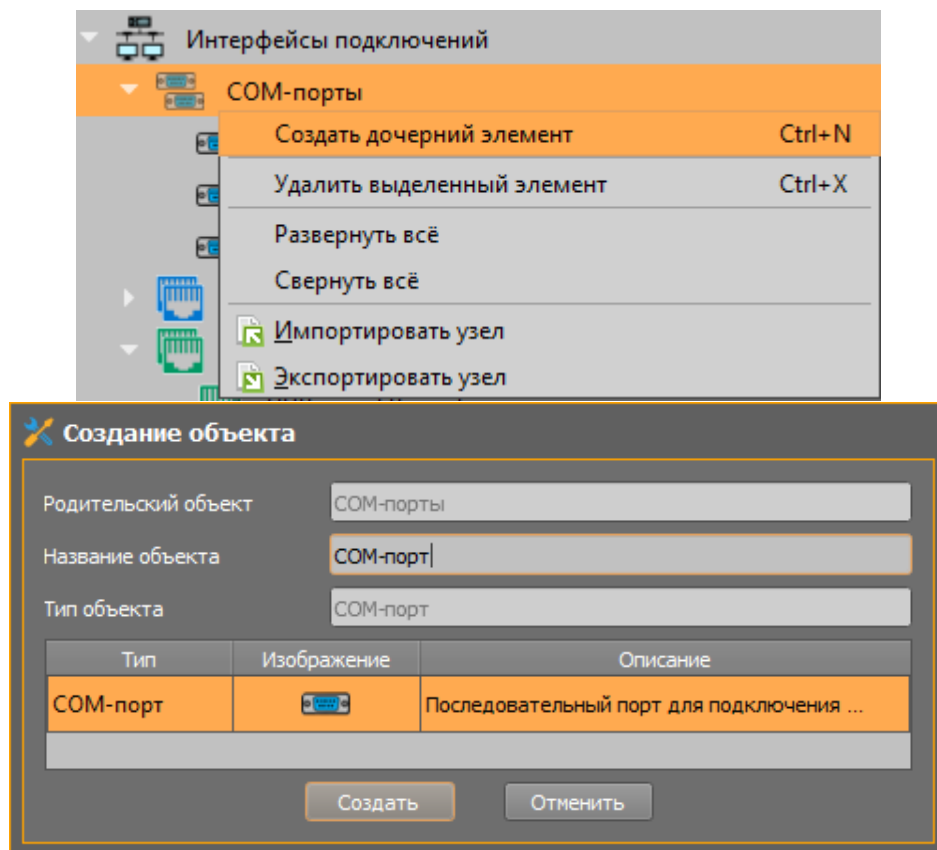 Интерфейсы подключений
COM-порты
Создать дочерний элемент Ctrl+N
Удалить выделенный элемент Ctrl+X
Развернуть всё
Свернуть всё
Импортировать узел
Экспортировать узел
Создание объекта
Родительский объект COM-порты
Название объекта COM-порт
Тип объекта COM-порт
Тип Изображение Описание
COM-порт Последовательный порт для подключения ...
Создать Отменить